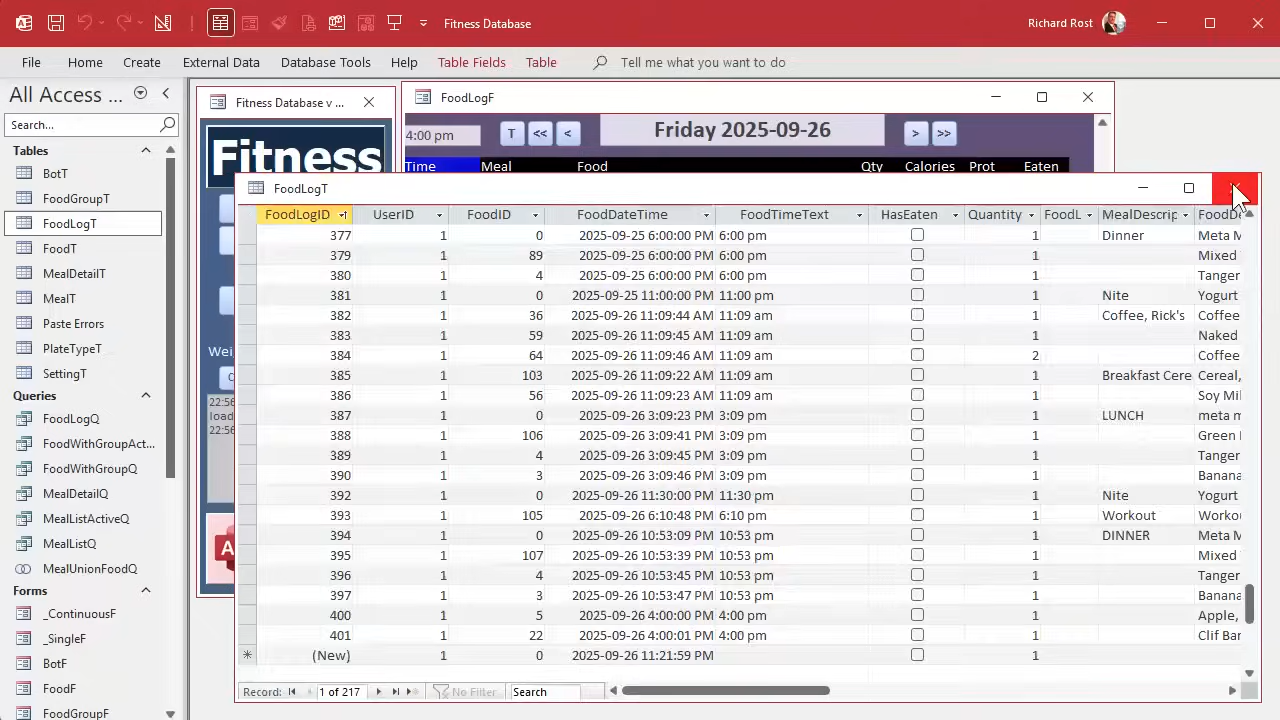 Fitness Database
Richard Rost
File Home Create External Data Database Tools Help Table Fields Table Tell me what you want to do
All Access ...
Search...
Tables
BotT
FoodGroupT
FoodLogT
FoodT
MealDetailT
MealT
Paste Errors
PlateTypeT
SettingT
Queries
FoodLogQ
FoodWithGroupAct...
FoodWithGroupQ
MealDetailQ
MealListActiveQ
MealListQ
MealUnionFoodQ
Forms
_ContinuousF
_SingleF
BotF
FoodF
FoodGroupF
Fitness Database v ...
Fitness
Wei
22:56
load
22:56
A
FoodLogF
4:00 pm T << < Friday 2025-09-26 > >>
Time Meal Food Qty Calories Prot Eaten
FoodLogT
FoodLogID UserID FoodID FoodDateTime FoodTimeText HasEaten Quantity FoodL MealDescrip FoodDe
377 1 0 2025-09-25 6:00:00 PM 6:00 pm 1 Dinner Meta M
379 1 89 2025-09-25 6:00:00 PM 6:00 pm 1 Mixed
380 1 4 2025-09-25 6:00:00 PM 6:00 pm 1 Tanger
381 1 0 2025-09-25 11:00:00 PM 11:00 pm 1 Nite Yogurt
382 1 36 2025-09-26 11:09:44 AM 11:09 am 1 Coffee, Rick's Coffee
383 1 59 2025-09-26 11:09:45 AM 11:09 am 1 Naked
384 1 64 2025-09-26 11:09:46 AM 11:09 am 2 Coffee
385 1 103 2025-09-26 11:09:22 AM 11:09 am 1 Breakfast Cere Cereal,
386 1 56 2025-09-26 11:09:23 AM 11:09 am 1 Soy Mil
387 1 0 2025-09-26 3:09:23 PM 3:09 pm 1 LUNCH meta m
388 1 106 2025-09-26 3:09:41 PM 3:09 pm 1 Green
389 1 4 2025-09-26 3:09:45 PM 3:09 pm 1 Tanger
390 1 3 2025-09-26 3:09:46 PM 3:09 pm 1 Banana
392 1 0 2025-09-26 11:30:00 PM 11:30 pm 1 Nite Yogurt
393 1 105 2025-09-26 6:10:48 PM 6:10 pm 1 Workout Workou
394 1 0 2025-09-26 10:53:09 PM 10:53 pm 1 DINNER Meta M
395 1 107 2025-09-26 10:53:39 PM 10:53 pm 1 Mixed
396 1 4 2025-09-26 10:53:45 PM 10:53 pm 1 Tanger
397 1 3 2025-09-26 10:53:47 PM 10:53 pm 1 Banana
400 1 5 2025-09-26 4:00:00 PM 4:00 pm 1 Apple,
401 1 22 2025-09-26 4:00:01 PM 4:00 pm 1 Clif Bar
* (New) 1 0 2025-09-26 11:21:59 PM 1
Record: 1 of 217 No Filter Search